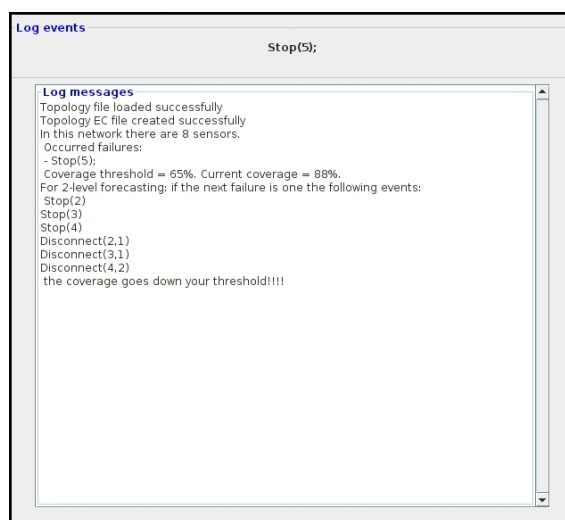 Log events
Stop(5);
Log messages
Topology file loaded successfully
Topology EC file created successfully
In this network there are 8 sensors.
Occurred failures:
- Stop(5);
Coverage threshold = 65%. Current coverage = 88%.
For 2-level forecasting: if the next failure is one the following events:
Stop(2)
Stop(3)
Stop(4)
Disconnect(2,1)
Disconnect(3,1)
Disconnect(4,2)
the coverage goes down your threshold!!!!